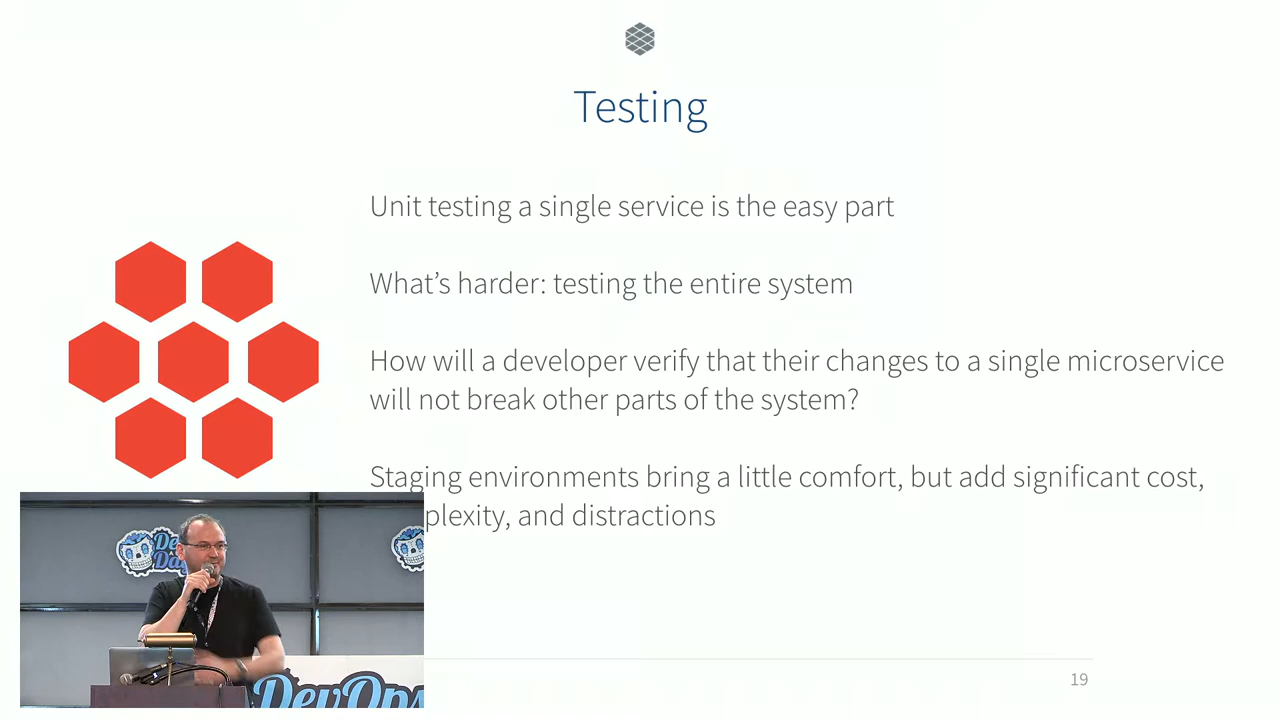 Testing
Unit testing a single service is the easy part
What’s harder: testing the entire system
How will a developer verify that their changes to a single microservice
will not break other parts of the system?
Staging environments bring a little comfort, but add significant cost,
plexity, and distractions
DevOps
19